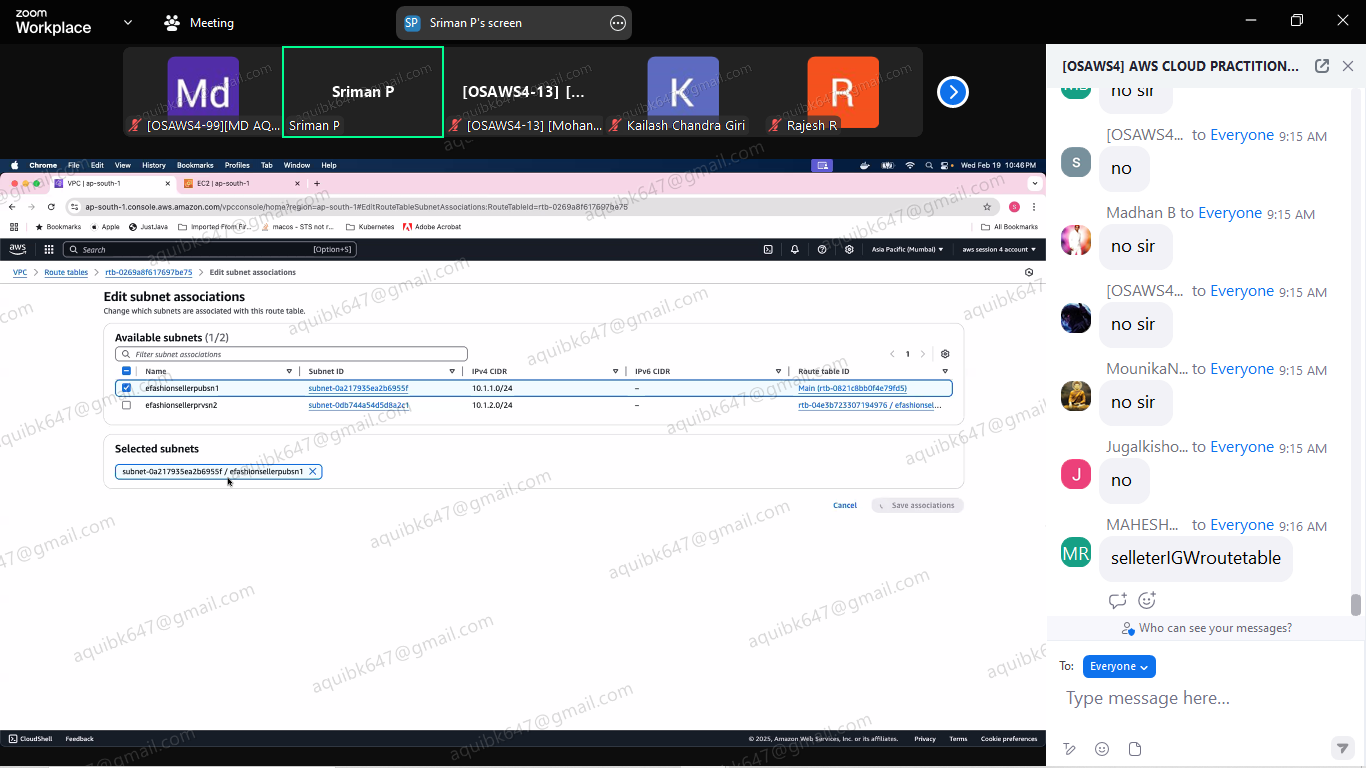 zoom
Workplace
Meeting
SP Sriman P's screen
Md
Sriman P
[OSAWS4-13] [...
K
R
[OSAWS4-99][MD AQ...
Sriman P
[OSAWS4-13] [Mohan...
Kailash Chandra Giri
Rajesh R
Chrome File Edit View History Bookmarks Profiles Tab Window Help
Wed Feb 19 10:46PM
VPC | ap-south-1
EC2 | ap-south-1
ap-south-1.console.aws.amazon.com/vpcconsole/home?region=ap-south-1#EditRouteTableSubnetAssociations:RouteTableId=rtb-0269a8f617697be75
S
Bookmarks Apple JustJava Imported From Fir... macos - STS not r... Kubernetes Adobe Acrobat All Bookmarks
aws Search [Option+S] Asia Pacific (Mumbai) aws session 4 account
VPC > Route tables > rtb-0269a8f617697be75 > Edit subnet associations
Edit subnet associations
Change which subnets are associated with this route table.
Available subnets (1/2)
Filter subnet associations
1
Name Subnet ID IPv4 CIDR IPv6 CIDR Route table ID
efashionsellerpubsn1 subnet-0a217935ea2b6955f 10.1.1.0/24 – Main (rtb-0821c8bb0f4e79fd5)
efashionsellerprvsn2 subnet-0db744a54d5d8a2c1 10.1.2.0/24 – rtb-04e3b723307194976 / efashionsel...
Selected subnets
subnet-0a217935ea2b6955f / efashionsellerpubsn1
Cancel Save associations
CloudShell Feedback © 2025, Amazon Web Services, Inc. or its affiliates. Privacy Terms Cookie preferences
aquibk647@gmail.com
[OSAWS4] AWS CLOUD PRACTITION...
no sir
[OSAWS4... to Everyone 9:15 AM
S
no
Madhan B to Everyone 9:15 AM
no sir
[OSAWS4... to Everyone 9:15 AM
no sir
MounikaN... to Everyone 9:15 AM
no sir
Jugalkisho... to Everyone 9:15 AM
J
no
MAHESH... to Everyone 9:16 AM
MR
selleterIGWroutetable
Who can see your messages?
To: Everyone
Type message here...